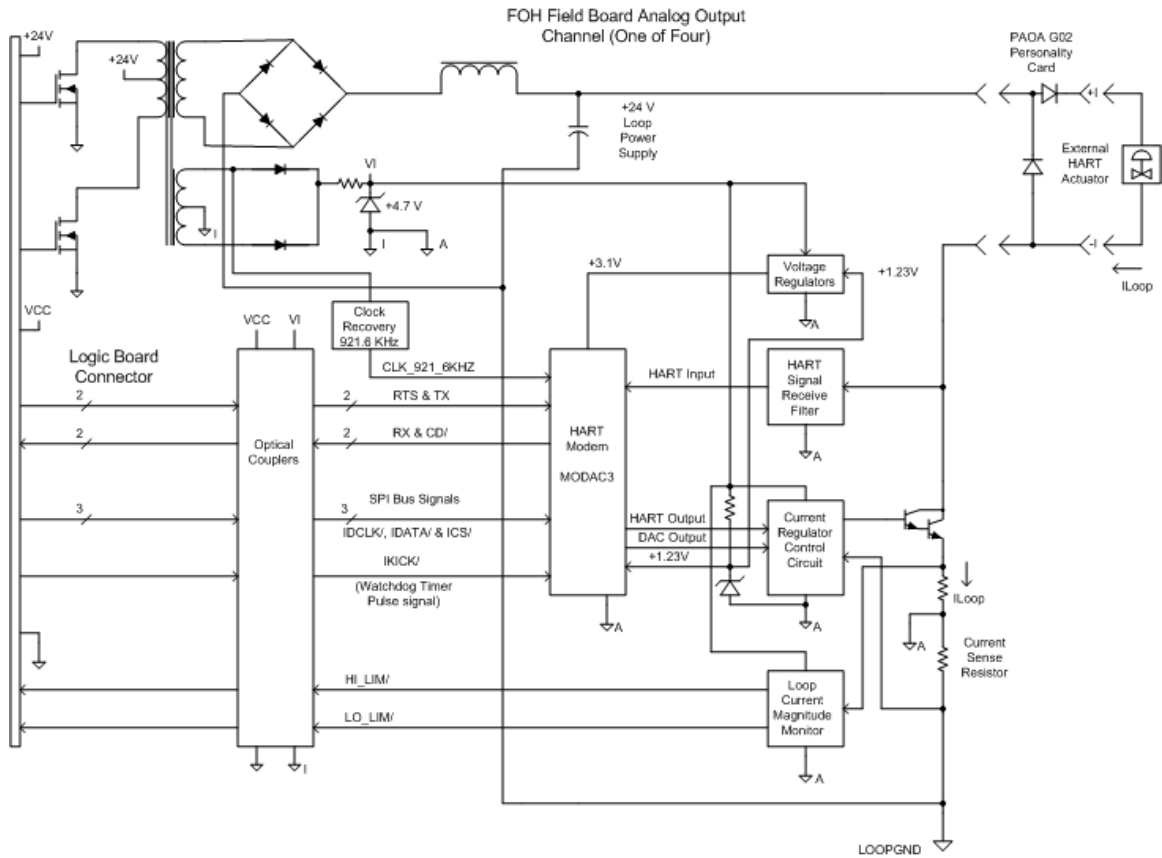 FOH Field Board Analog Output
Channel (One of Four)
PAOA G02
Personality
Card
+24V
+24V
+24 V
Loop
Power
Supply
+I
External
HART
Actuator
-I
ILoop
VI
+4.7 V
I
I
A
+3.1V
Voltage
Regulators
+1.23V
A
VCC
VCC
VI
Clock
Recovery
921.6 KHz
Logic Board
Connector
CLK_921_6KHZ
HART Input
HART
Signal
Receive
Filter
A
2
2
RTS & TX
2
2
RX & CD/
Optical
Couplers
HART
Modem
MODAC3
3
SPI Bus Signals
3
IDCLK/, IDATA/ & ICS/
HART Output
DAC Output
+1.23V
Current
Regulator
Control
Circuit
IKICK/
(Watchdog Timer
Pulse signal)
A
A
ILoop
A
Current
Sense
Resistor
HI_LIM/
LO_LIM/
Loop
Current
Magnitude
Monitor
I
A
LOOPGND